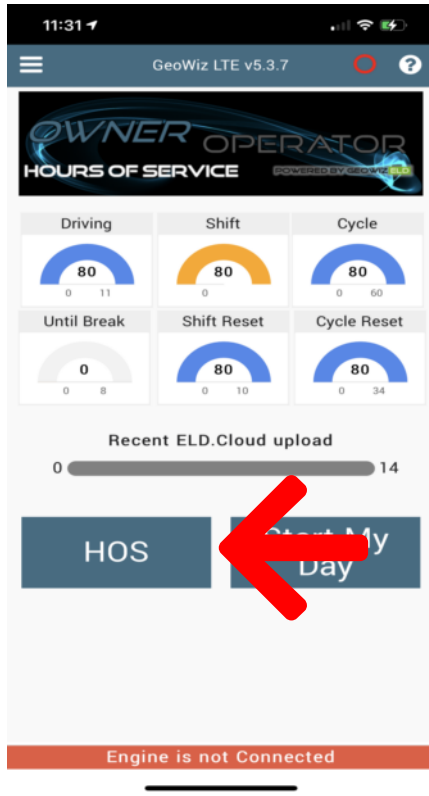 11:31
GeoWiz LTE v5.3.7
?
OWNER OPERATOR
HOURS OF SERVICE POWERED BY GEOWIZ ELD
Driving Shift Cycle
80 80 80
0 11 0 0 60
Until Break Shift Reset Cycle Reset
0 80 80
0 8 0 10 0 34
Recent ELD.Cloud upload
0 14
HOS
Start My
Day
Engine is not Connected